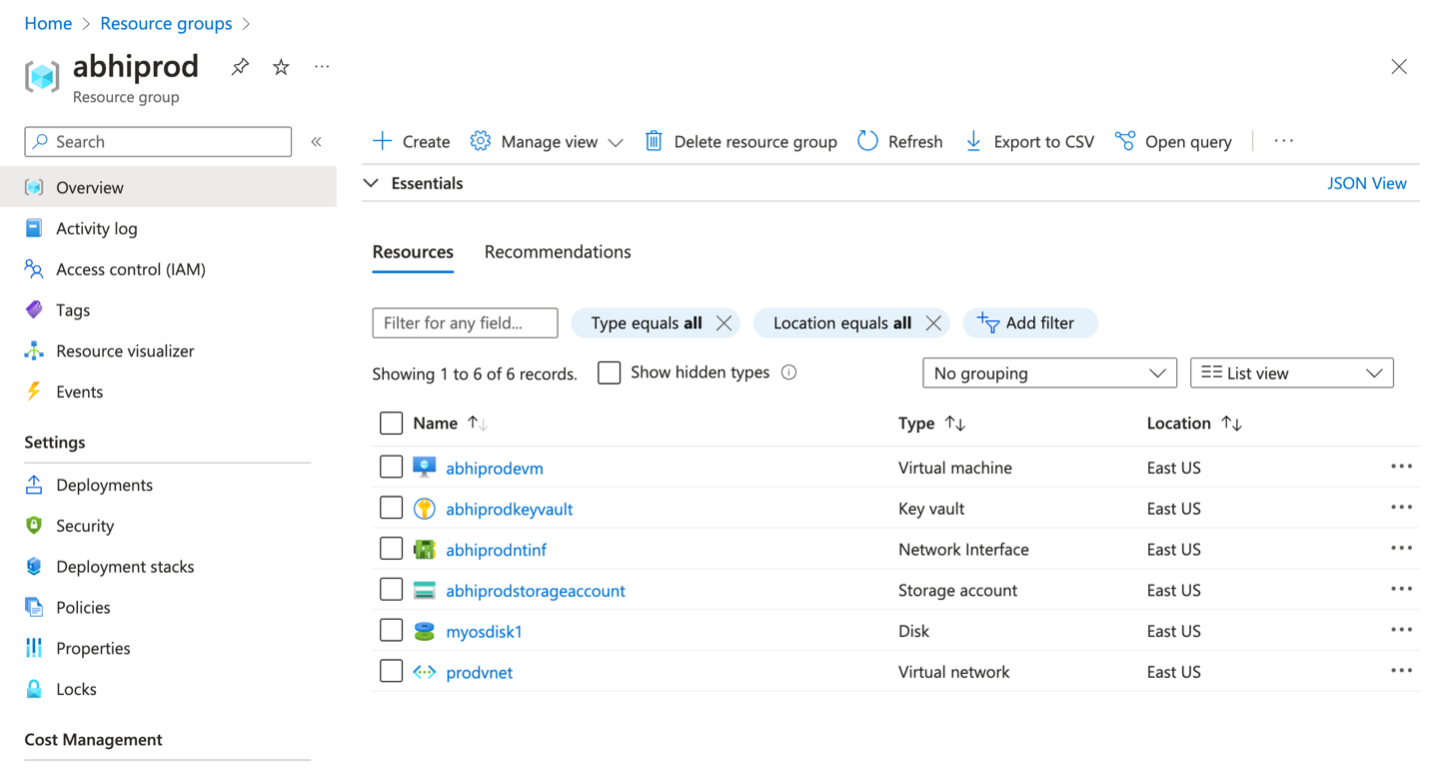 Home > Resource groups >
abhiprod
Resource group
Search
Overview
Activity log
Access control (IAM)
Tags
Resource visualizer
Events
Settings
Deployments
Security
Deployment stacks
Policies
Properties
Locks
Cost Management
Create Manage view Delete resource group Refresh Export to CSV Open query
Essentials JSON View
Resources Recommendations
Filter for any field... Type equals all Location equals all Add filter
Showing 1 to 6 of 6 records. Show hidden types No grouping List view
Name Type Location
abhiprodevm Virtual machine East US
abhiprodkeyvault Key vault East US
abhiprodntinf Network Interface East US
abhiprodstorageaccount Storage account East US
myosdisk1 Disk East US
prodvnet Virtual network East US